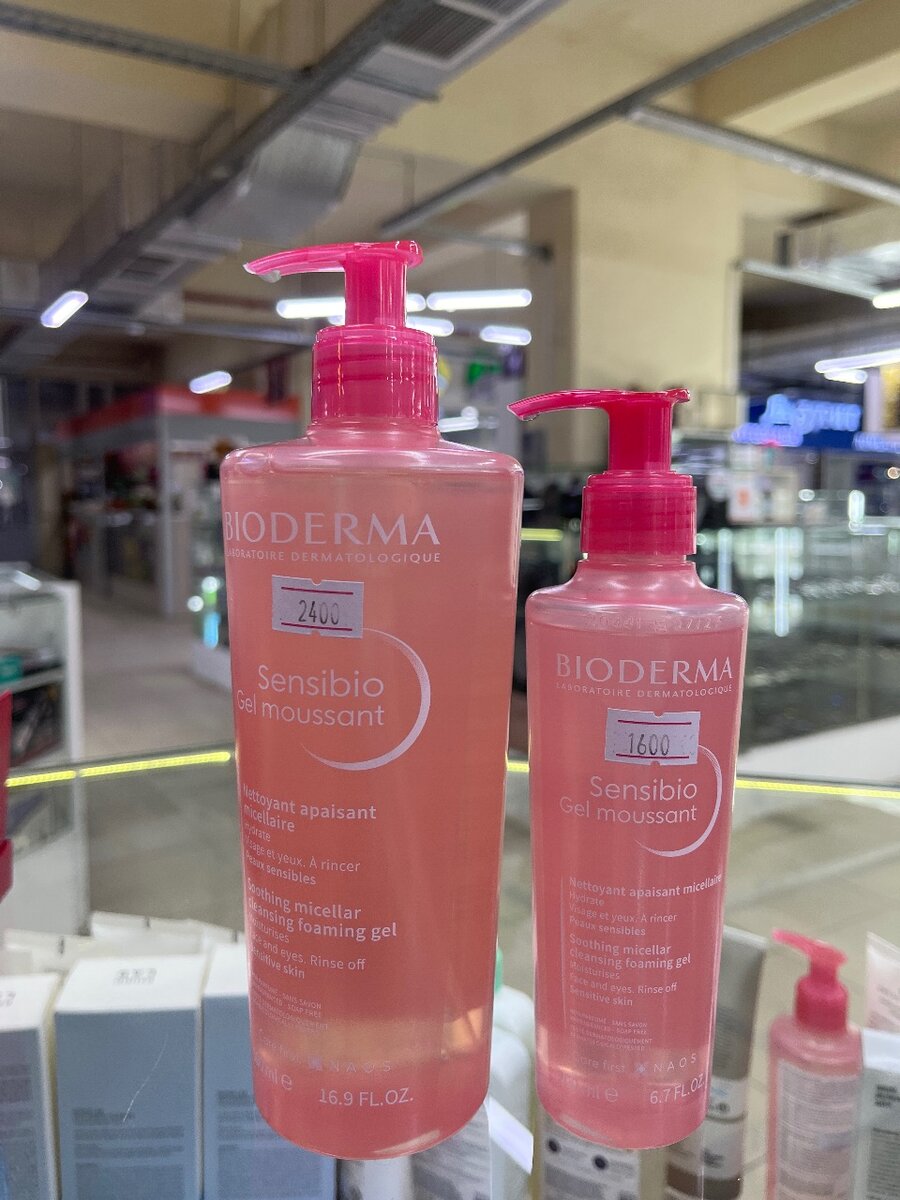 BIODERMA
LABORATOIRE DERMATOLOGIQUE
2400
Sensibio
Gel moussant
Nettoyant apaisant
micellaire
Hydrate
Visage et yeux. À rincer
Peaux sensibles
Soothing micellar
cleansing foaming gel
Moisturises
Face and eyes. Rinse off
Sensitive skin
NAOS
16.9 FL.OZ.
BIODERMA
LABORATOIRE DERMATOLOGIQUE
1600
Sensibio
Gel moussant
Nettoyant apaisant micellaire
Hydrate
Visage et yeux. À rincer
Peaux sensibles
Soothing micellar
cleansing foaming gel
Moisturises
Face and eyes. Rinse off
Sensitive skin
care first NAOS
6.7 FL.OZ.